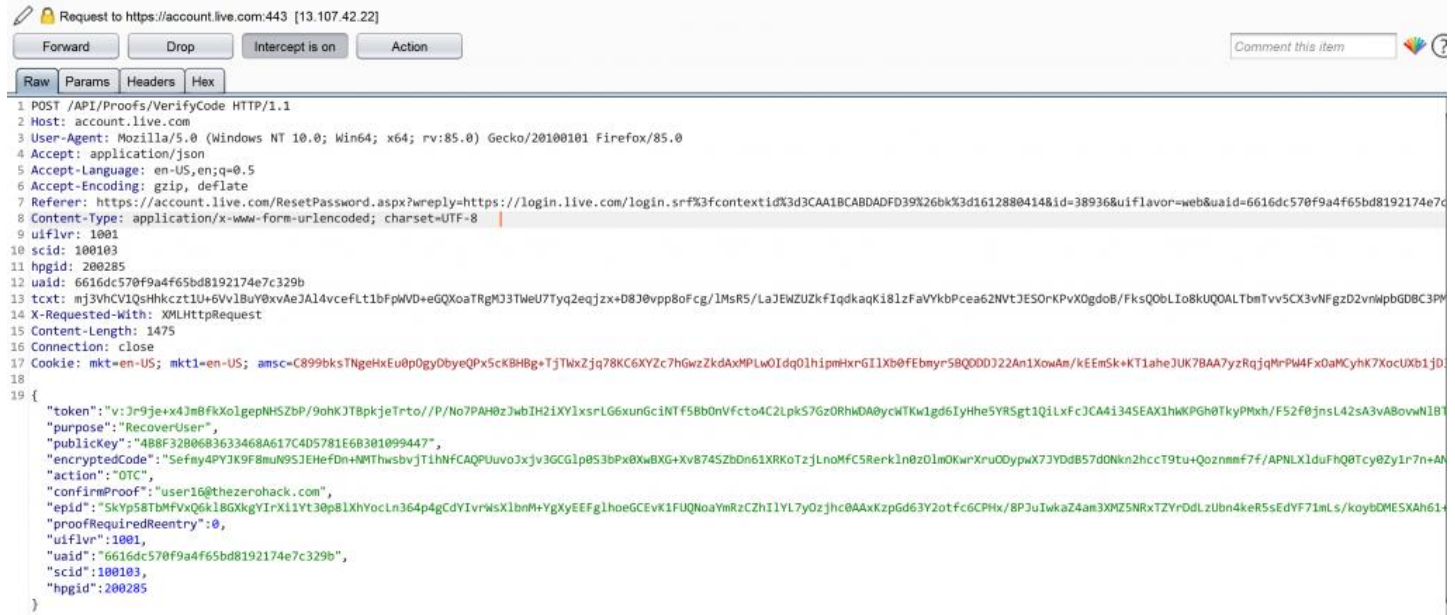 Request to https://account.live.com:443 [13.107.42.22]
Forward Drop Intercept is on Action Comment this item ?
Raw Params Headers Hex
1 POST /API/Proofs/VerifyCode HTTP/1.1
2 Host: account.live.com
3 User-Agent: Mozilla/5.0 (Windows NT 10.0; Win64; x64; rv:85.0) Gecko/20100101 Firefox/85.0
4 Accept: application/json
5 Accept-Language: en-US,en;q=0.5
6 Accept-Encoding: gzip, deflate
7 Referer: https://account.live.com/ResetPassword.aspx?wreply=https://login.live.com/login.srf%3fcontextid%3d3CAA1BCABDADFD39%26bk%3d1612880414&id=38936&uiflavor=web&uaid=6616dc570f9a4f65bd8192174e7c
8 Content-Type: application/x-www-form-urlencoded; charset=UTF-8
9 uiflvr: 1001
10 scid: 100103
11 hpgid: 200285
12 uaid: 6616dc570f9a4f65bd8192174e7c329b
13 tcxt:
14 X-Requested-With: XMLHttpRequest
15 Content-Length: 1475
16 Connection: close
17 Cookie: mkt=en-US; mkt1=en-US; amsc=
18
19 {
"token":
"purpose":"RecoverUser",
"publicKey":"4B8F32B06B3633468A617C4D5781E6B301099447",
"encryptedCode":
"action":"OTC",
"confirmProof":"user16@thezerohack.com",
"epid":
"proofRequiredReentry":0,
"uiflvr":1001,
"uaid":"6616dc570f9a4f65bd8192174e7c329b",
"scid":100103,
"hpgid":200285
}